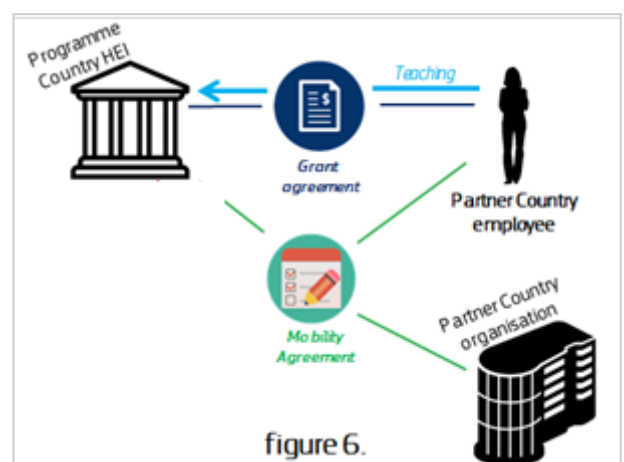 Programme
Country HEI
Teaching
$
Grant
agreement
Partner Country
employee
Mobility
Agreement
Partner Country
organisation
figure 6.